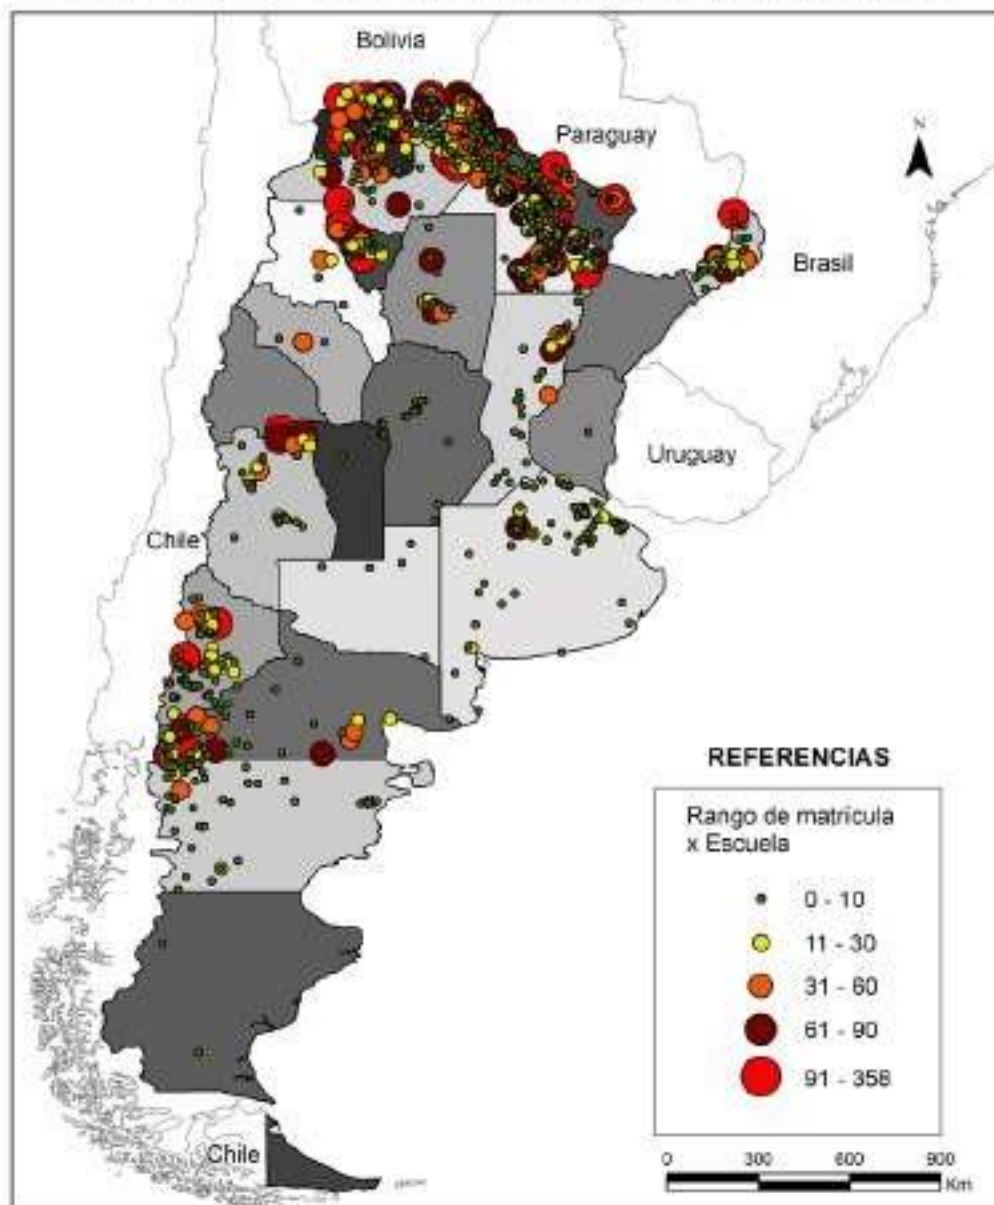 Bolivia
Paraguay
N
Brasil
Uruguay
Chile
REFERENCIAS
Rango de matrícula
x Escuela
0 - 10
11 - 30
31 - 60
61 - 90
91 - 358
Chile
0 300 600 900
Km